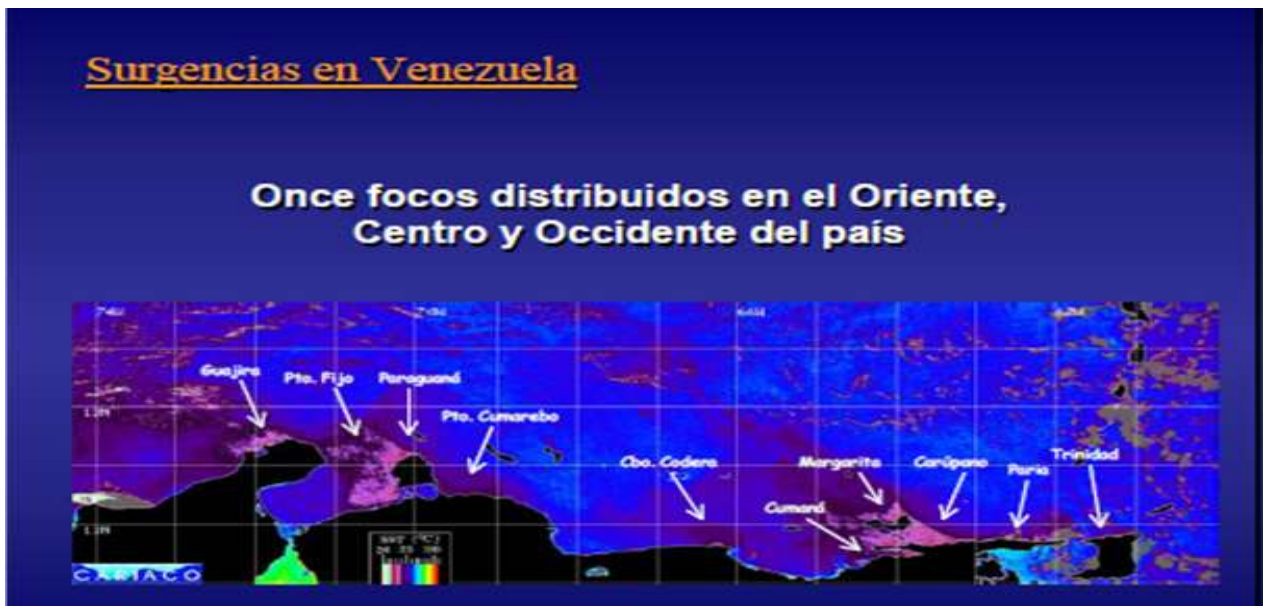 Surgencias en Venezuela
Once focos distribuidos en el Oriente,
Centro y Occidente del país
Guajira
Pto. Fijo
Paraguaná
Pto. Cumarebo
Cbo. Codera
Margarita
Cumaná
Carúpano
Paria
Trinidad
CARIACO